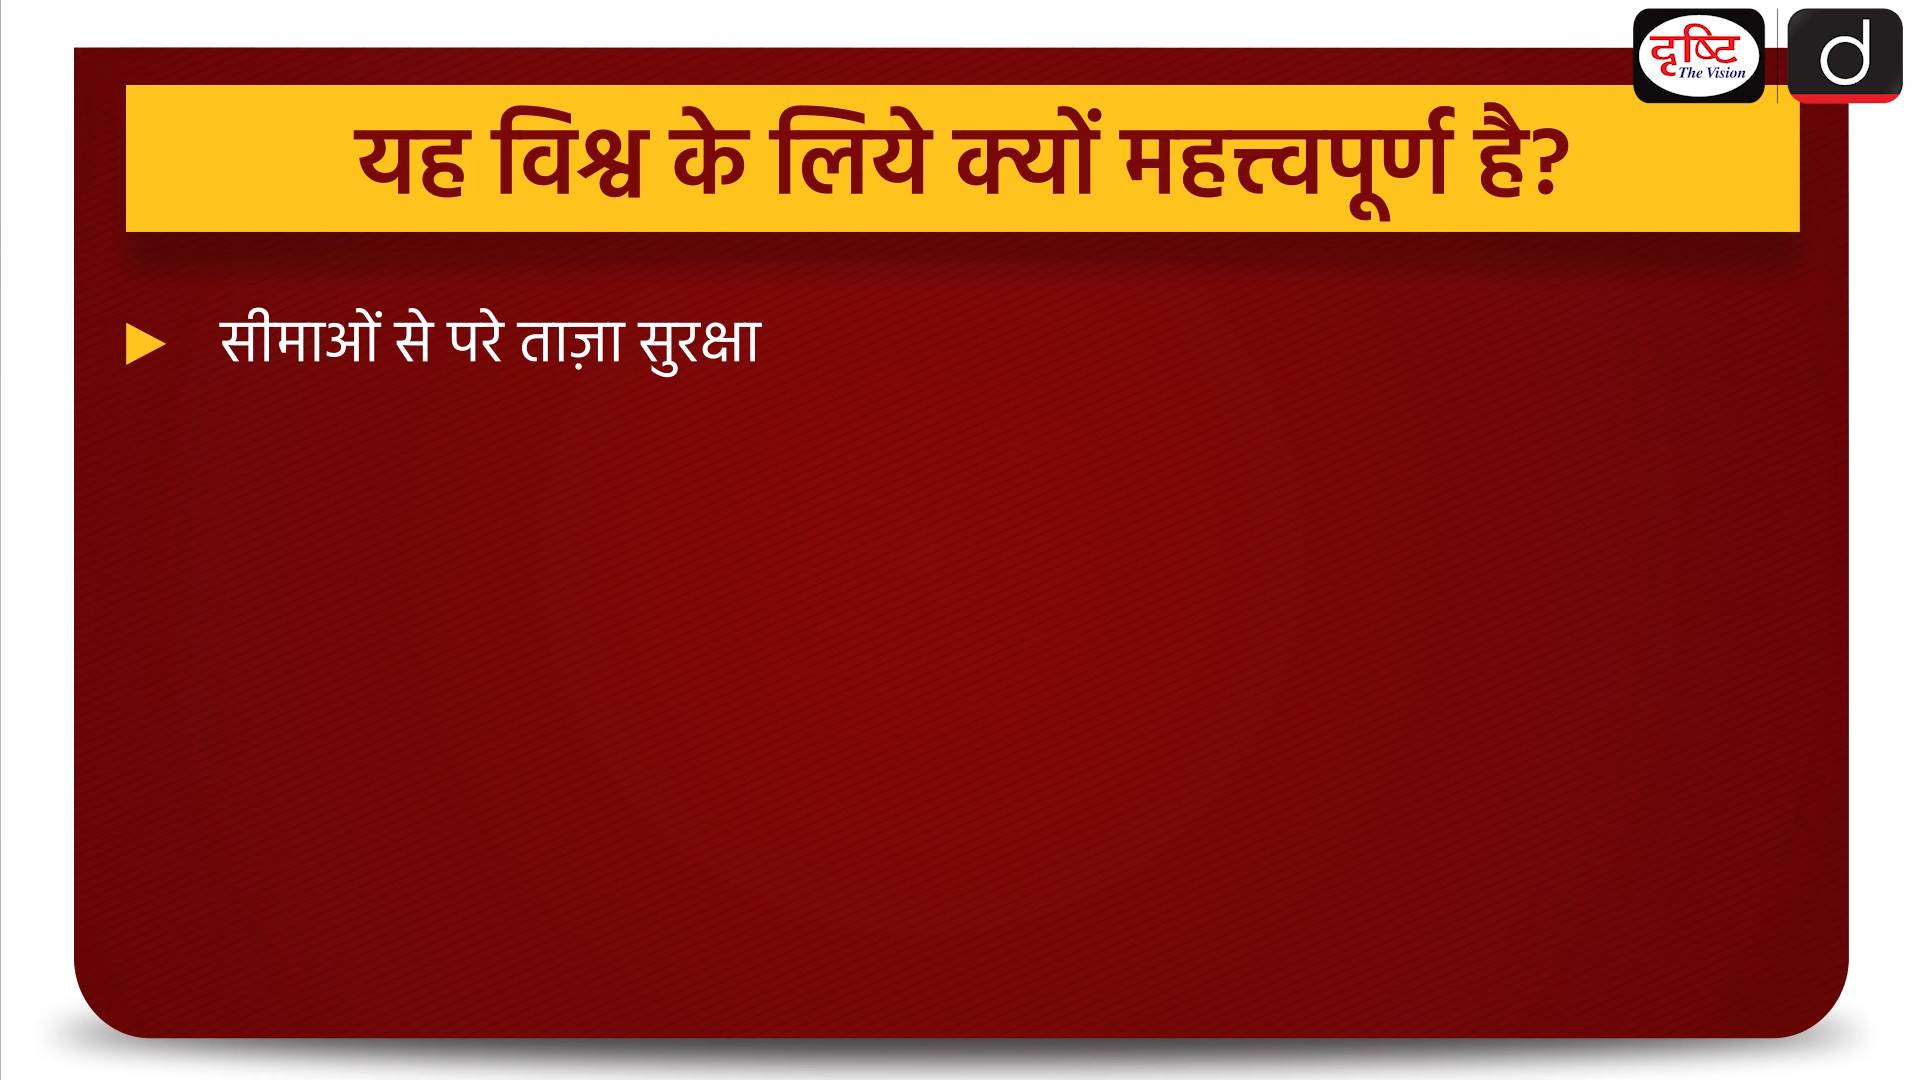 दृष्टि
The Vision
d
यह विश्व के लिये क्यों महत्त्वपूर्ण है?
सीमाओं से परे ताज़ा सुरक्षा